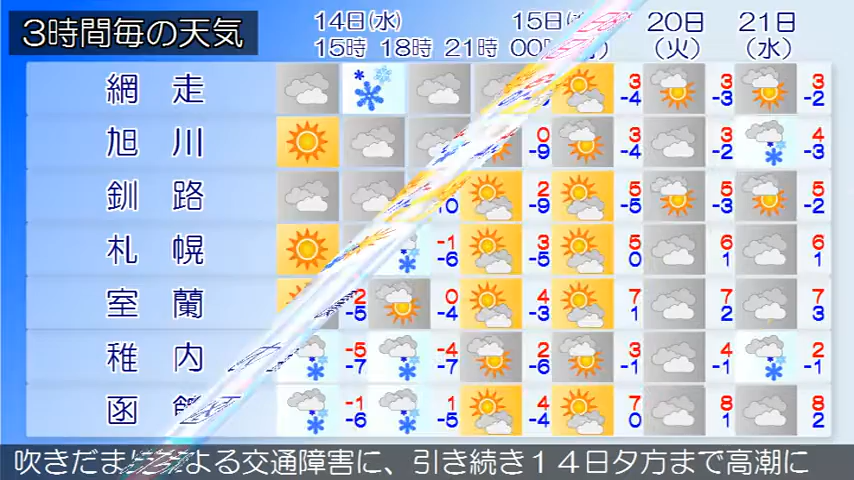 3時間毎の天気
14日(水) 15日( 20日 21日
15時 18時 21時 00 (火) (水)
網走 3 -4 3 -3 3 -2
旭川 0 -9 3 -4 3 -2 4 -3
釧路 10 2 -9 5 -5 5 -3 5 -2
札幌 -1 -6 3 -5 5 0 6 1 6 1
室蘭 2 -5 0 -4 4 -3 7 1 7 2 7 3
稚内 -5 -7 -4 -7 2 -6 3 -1 4 -1 2 -1
函 -1 -6 1 -5 4 -4 7 0 8 1 8 2
吹きだまりによる交通障害に、引き続き１４日夕方まで高潮に